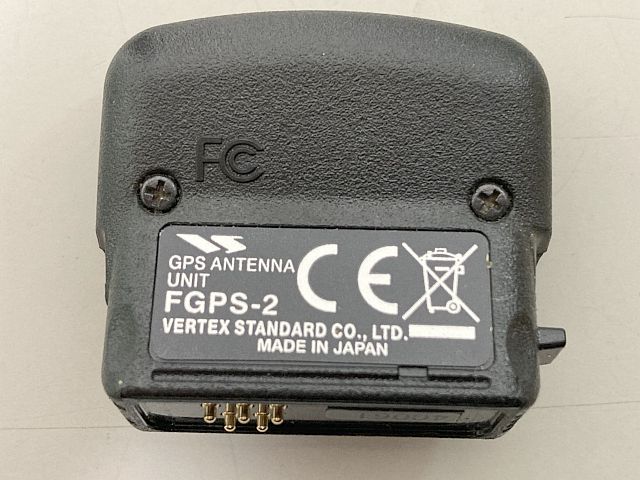 FC
GPS ANTENNA
UNIT
FGPS-2
CE
VERTEX STANDARD CO., LTD.
MADE IN JAPAN